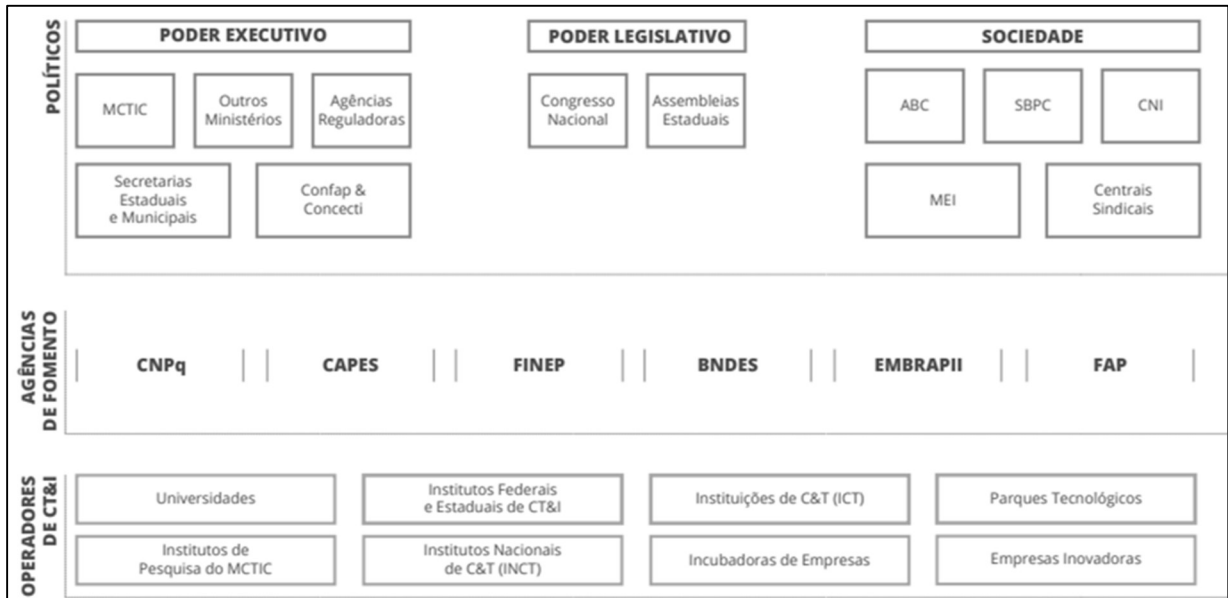 POLÍTICOS
PODER EXECUTIVO
MCTIC
Outros
Ministérios
Agências
Reguladoras
Secretarias
Estaduais
e Municipais
Confap &
Concecti
PODER LEGISLATIVO
Congresso
Nacional
Assembleias
Estaduais
SOCIEDADE
ABC
SBPC
CNI
MEI
Centrais
Sindicais
AGÊNCIAS
DE FOMENTO
CNPq
CAPES
FINEP
BNDES
EMBRAPII
FAP
OPERADORES
DE CT&I
Universidades
Institutos Federais
e Estaduais de CT&I
Instituições de C&T (ICT)
Parques Tecnológicos
Institutos de
Pesquisa do MCTIC
Institutos Nacionais
de C&T (INCT)
Incubadoras de Empresas
Empresas Inovadoras